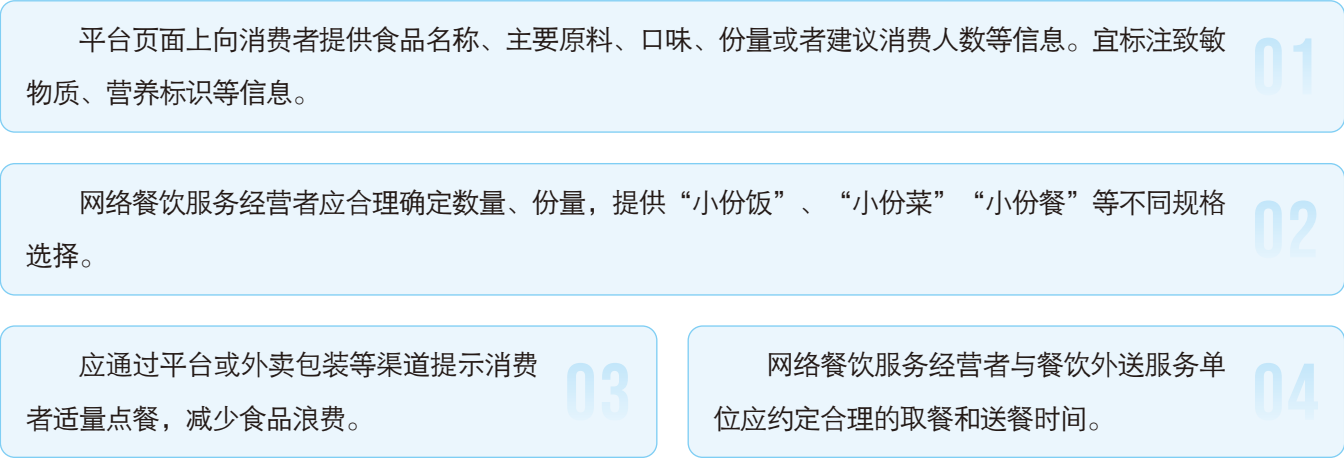 平台页面上向消费者提供食品名称、主要原料、口味、份量或者建议消费人数等信息。宜标注致敏
物质、营养标识等信息。
01
网络餐饮服务经营者应合理确定数量、份量，提供“小份饭”、“小份菜”“小份餐”等不同规格
选择。
02
应通过平台或外卖包装等渠道提示消费
者适量点餐，减少食品浪费。
03
网络餐饮服务经营者与餐饮外送服务单
位应约定合理的取餐和送餐时间。
04